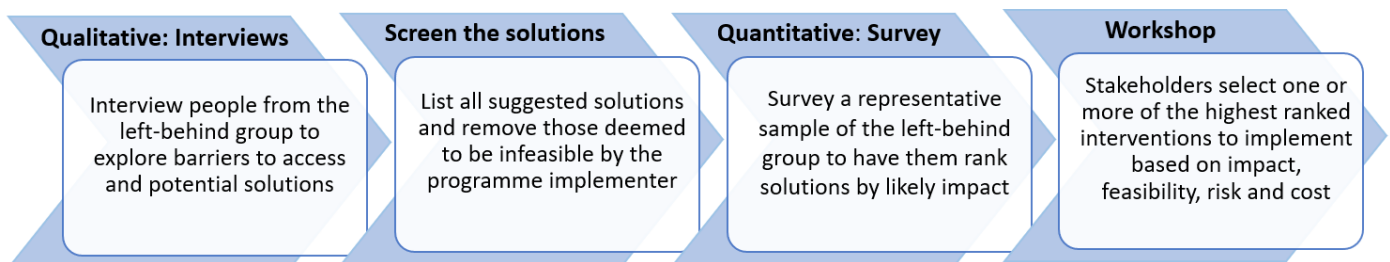 Qualitative: Interviews
Interview people from the
left-behind group to
explore barriers to access
and potential solutions
Screen the solutions
List all suggested solutions
and remove those deemed
to be infeasible by the
programme implementer
Quantitative: Survey
Survey a representative
sample of the left-behind
group to have them rank
solutions by likely impact
Workshop
Stakeholders select one or
more of the highest ranked
interventions to implement
based on impact,
feasibility, risk and cost